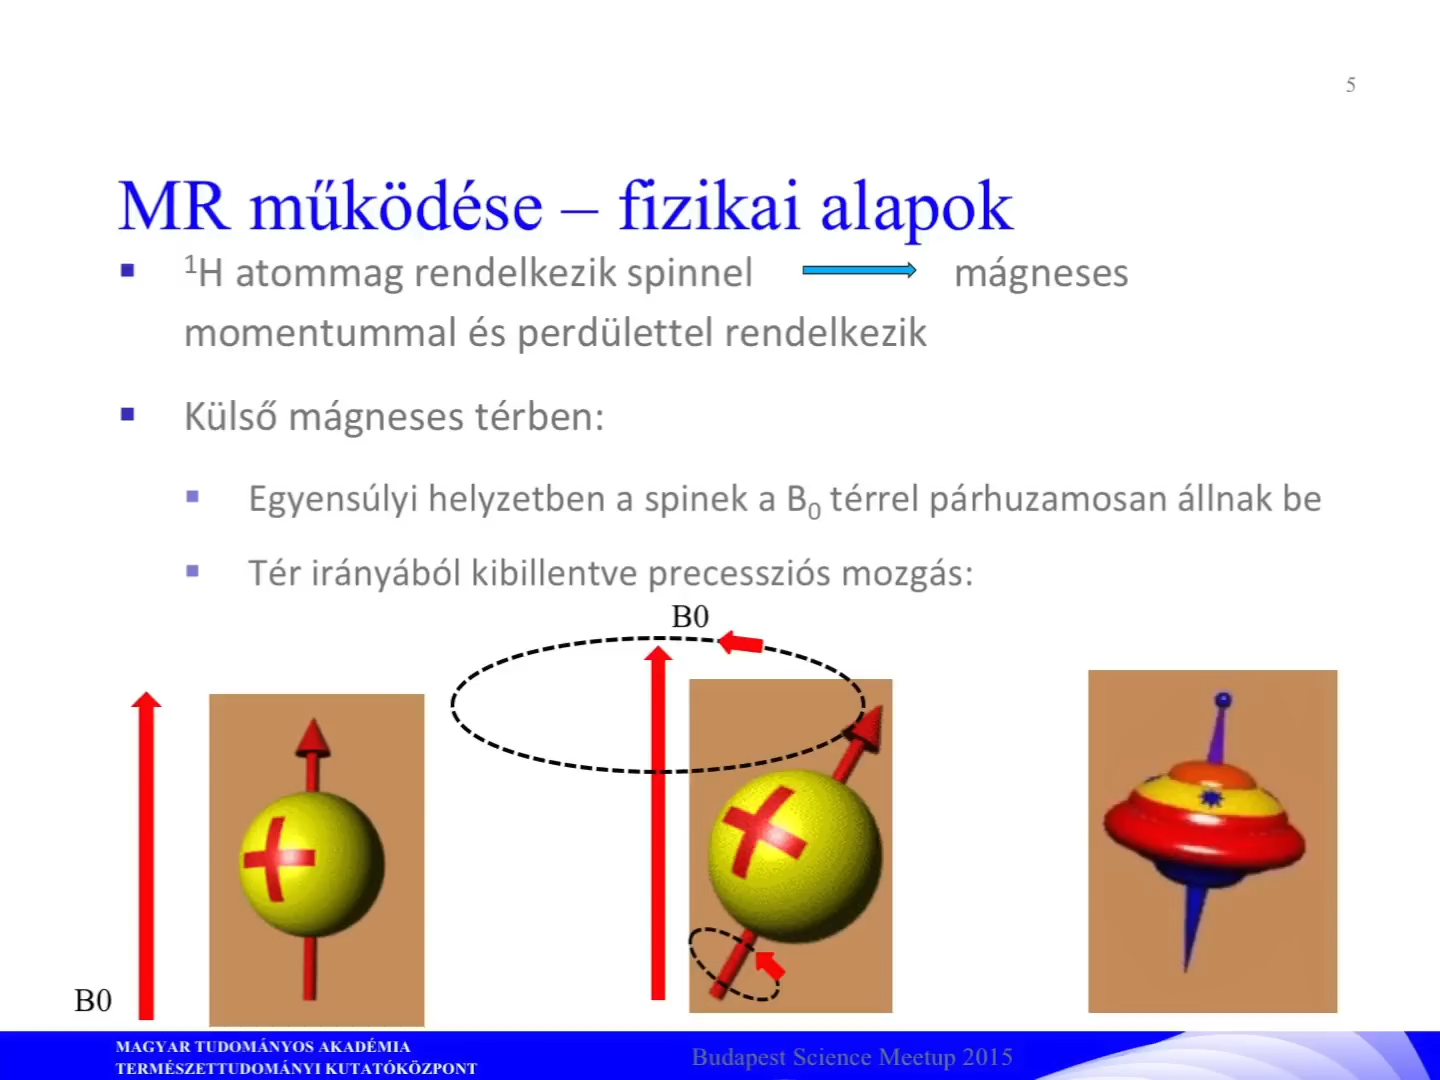 5
MR működése – fizikai alapok
¹H atommag rendelkezik spinnel mágneses
momentummal és perdülettel rendelkezik
Külső mágneses térben:
Egyensúlyi helyzetben a spinek a B₀ térrel párhuzamosan állnak be
Tér irányából kibillentve precessziós mozgás:
B0
B0
MAGYAR TUDOMÁNYOS AKADÉMIA
TERMÉSZETTUDOMÁNYI KUTATÓKÖZPONT
Budapest Science Meetup 2015